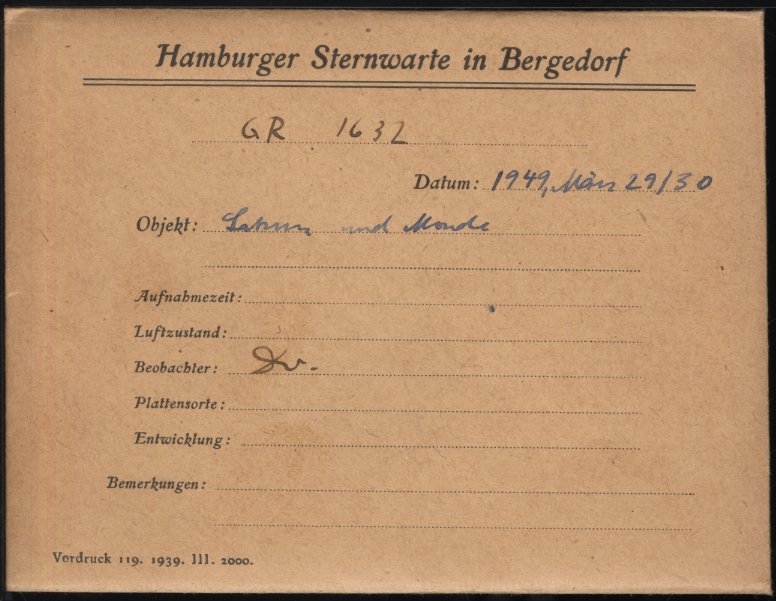 Hamburger Sternwarte in Bergedorf
GR 1632
Datum: 1949, März 29/30
Objekt: Saturn und Monde
Aufnahmezeit:
Luftzustand:
Beobachter:
Plattensorte:
Entwicklung:
Bemerkungen:
Vordruck 119. 1939. III. 2000.